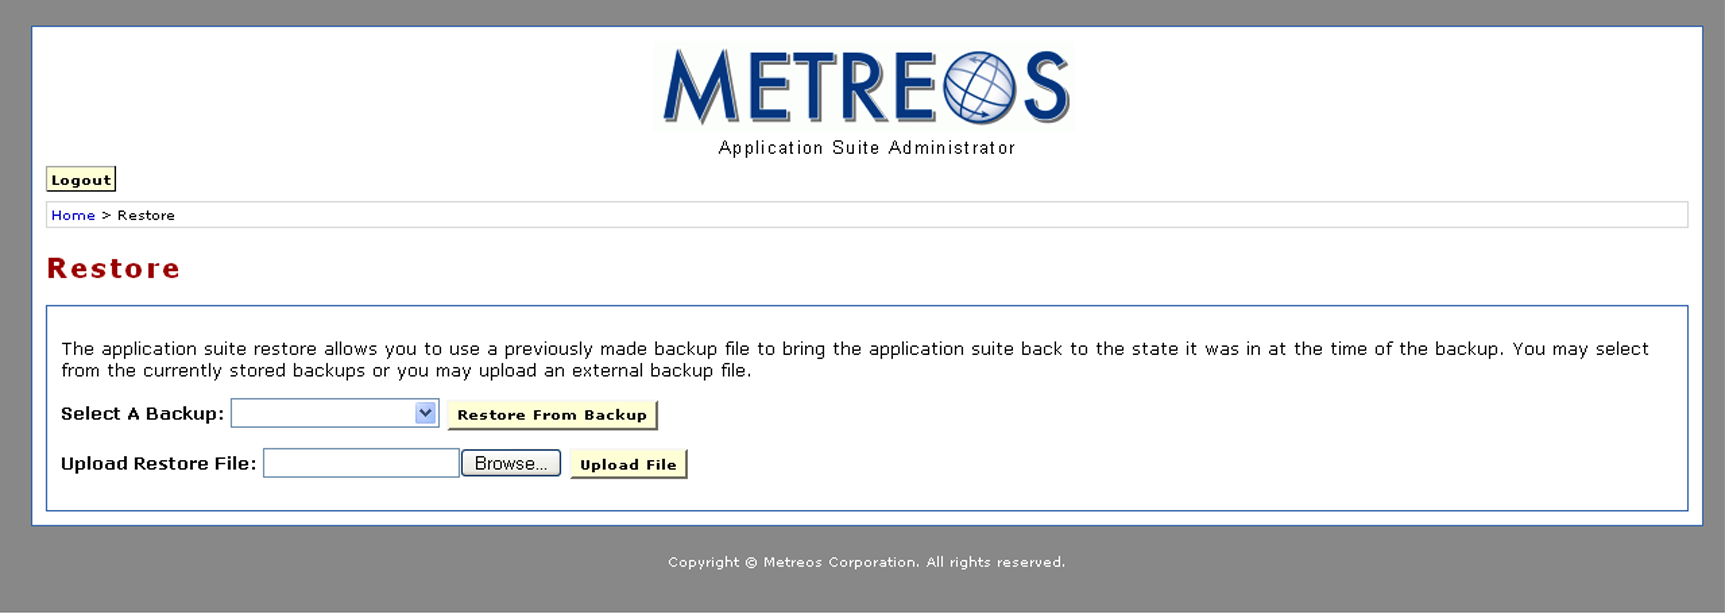 METREOS
Application Suite Administrator
Logout
Home > Restore
Restore
The application suite restore allows you to use a previously made backup file to bring the application suite back to the state it was in at the time of the backup. You may select
from the currently stored backups or you may upload an external backup file.
Select A Backup: Restore From Backup
Upload Restore File: Browse... Upload File
Copyright © Metreos Corporation. All rights reserved.